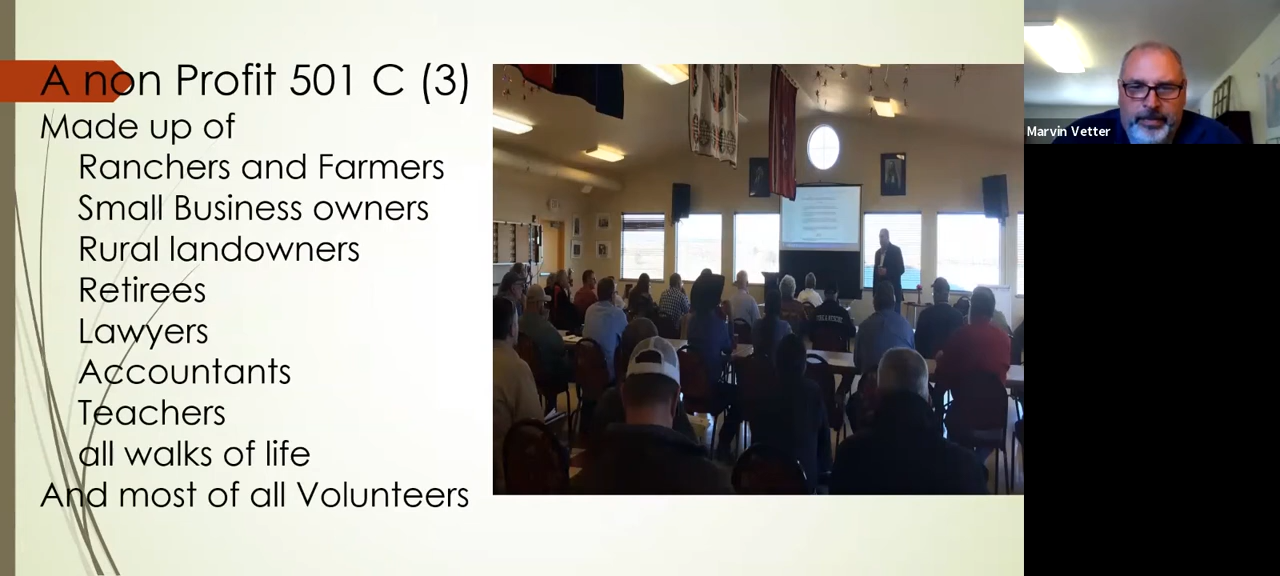 A non Profit 501 C (3)
Made up of
Ranchers and Farmers
Small Business owners
Rural landowners
Retirees
Lawyers
Accountants
Teachers
all walks of life
And most of all Volunteers
Marvin Vetter